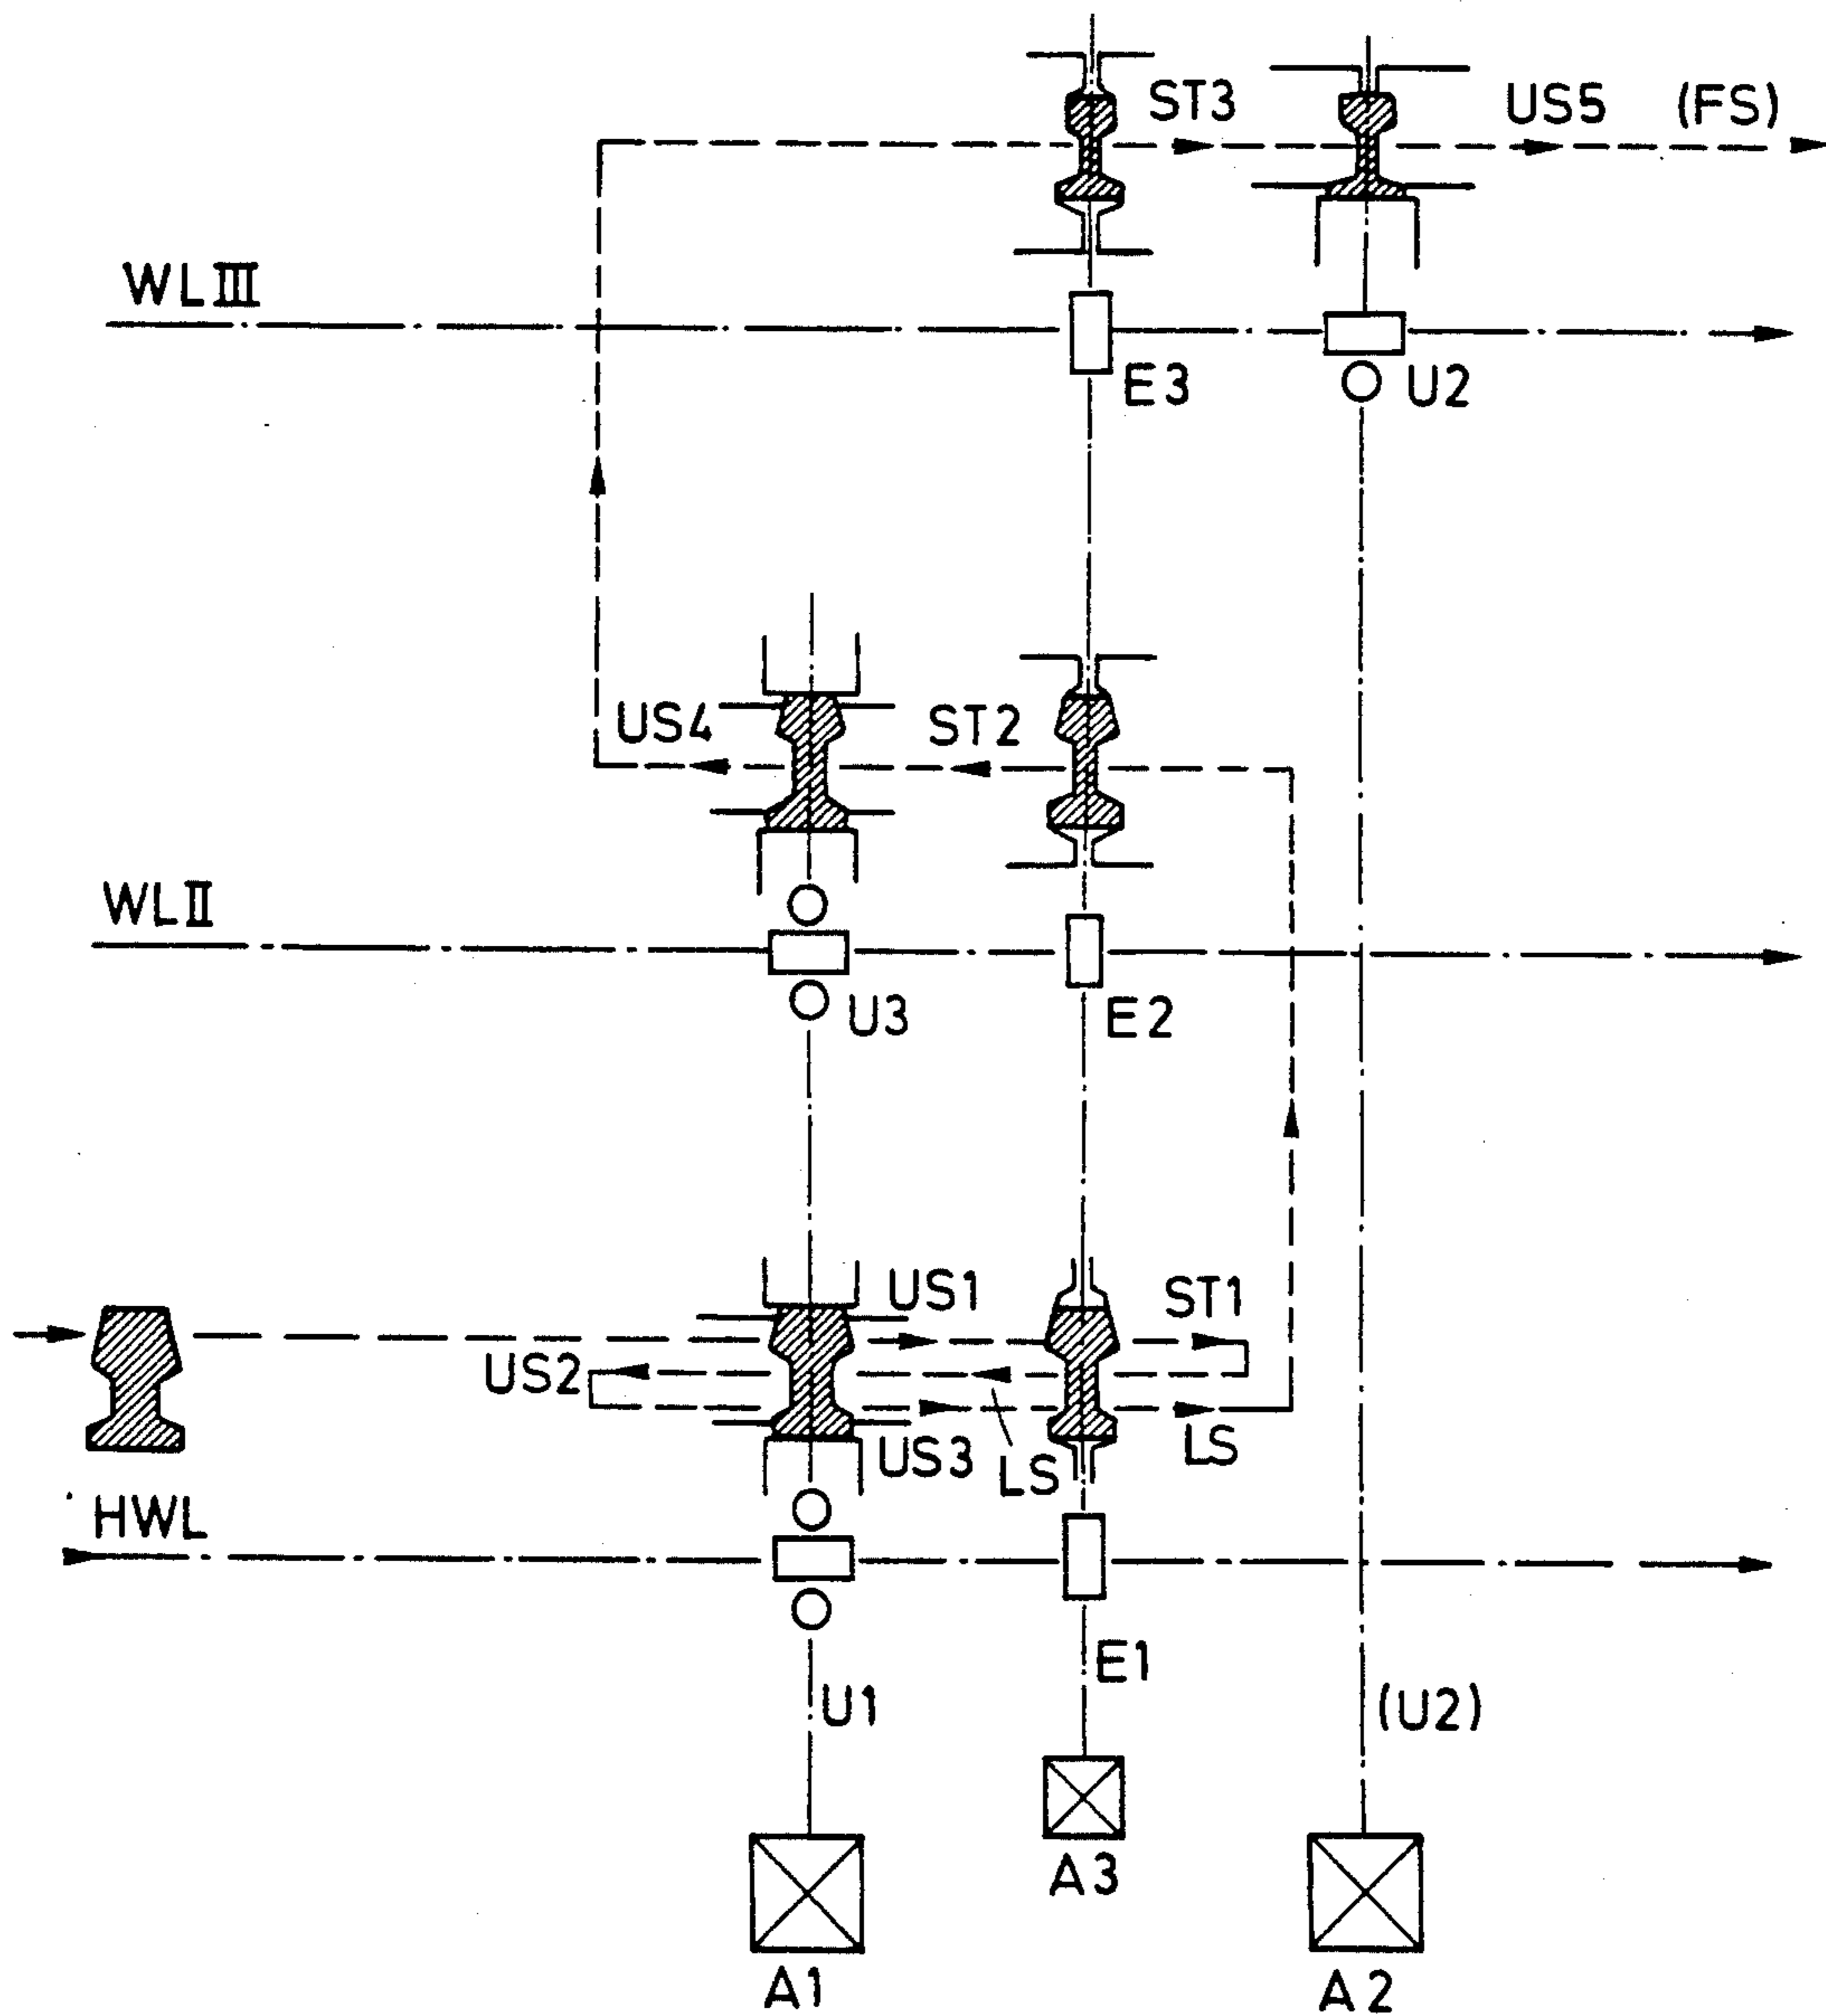 ST3
US5 (FS)
WL III
E3
U2
US4
ST2
WL II
U3
E2
US1
ST1
US2
US3
LS
LS
HWL
E1
U1
(U2)
A3
A1
A2